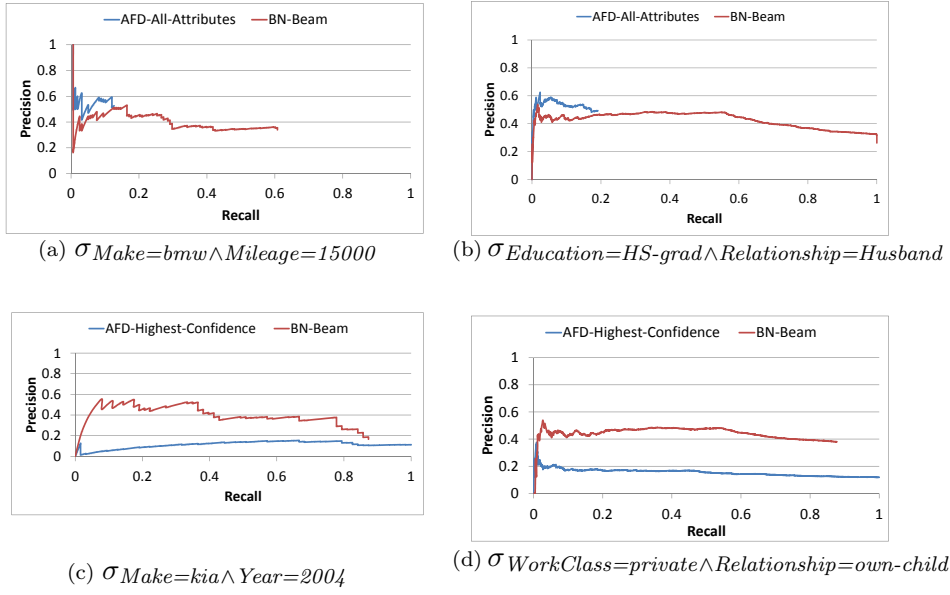 AFD-All-Attributes BN-Beam
Precision
1
0.8
0.6
0.4
0.2
0
0 0.2 0.4 0.6 0.8 1
Recall
(a) σMake=bmw∧Mileage=15000
AFD-All-Attributes BN-Beam
Precision
1
0.8
0.6
0.4
0.2
0
0 0.2 0.4 0.6 0.8 1
Recall
(b) σEducation=HS-grad∧Relationship=Husband
AFD-Highest-Confidence BN-Beam
Precision
1
0.8
0.6
0.4
0.2
0
0 0.2 0.4 0.6 0.8 1
Recall
(c) σMake=kia∧Year=2004
AFD-Highest-Confidence BN-Beam
Precision
1
0.8
0.6
0.4
0.2
0
0 0.2 0.4 0.6 0.8 1
Recall
(d) σWorkClass=private∧Relationship=own-child